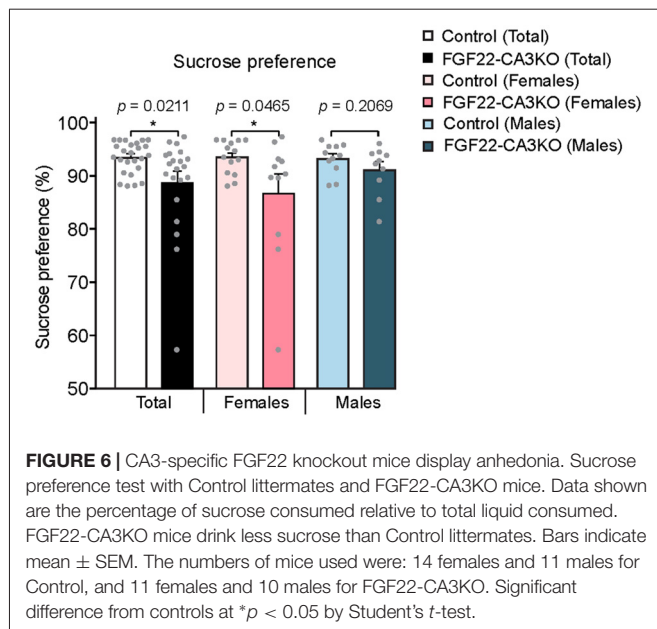 Control (Total)
FGF22-CA3KO (Total)
Control (Females)
FGF22-CA3KO (Females)
Control (Males)
FGF22-CA3KO (Males)
Sucrose preference
p = 0.0211
p = 0.0465
p = 0.2069
*
*
Sucrose preference (%)
100
90
80
70
60
50
Total
Females
Males
FIGURE 6 | CA3-specific FGF22 knockout mice display anhedonia. Sucrose
preference test with Control littermates and FGF22-CA3KO mice. Data shown
are the percentage of sucrose consumed relative to total liquid consumed.
FGF22-CA3KO mice drink less sucrose than Control littermates. Bars indicate
mean ± SEM. The numbers of mice used were: 14 females and 11 males for
Control, and 11 females and 10 males for FGF22-CA3KO. Significant
difference from controls at *p < 0.05 by Student's t-test.